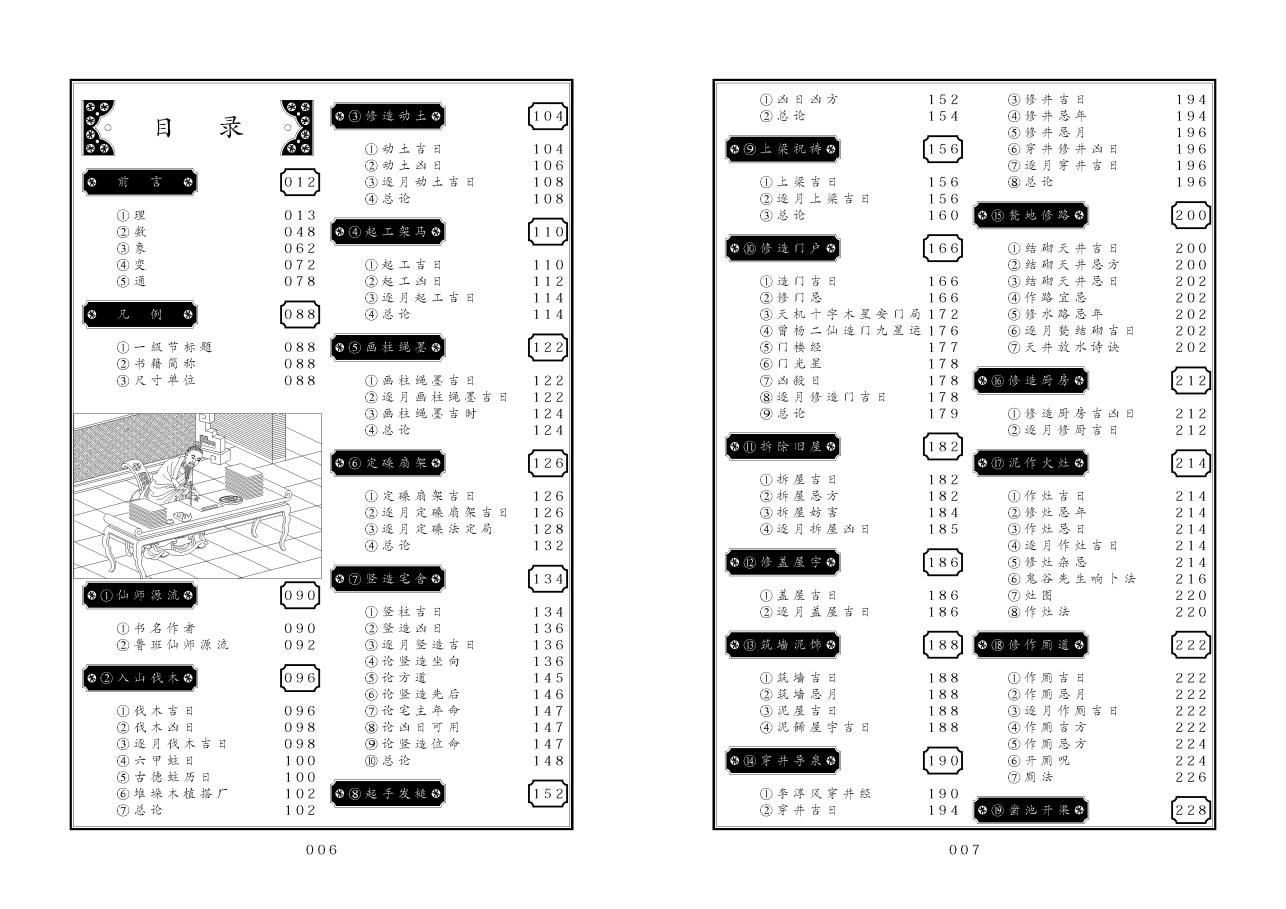 目 录
前言 012
①理 013
②数 048
③象 062
④变 072
⑤通 078
凡例 088
①一级节标题 088
②书籍简称 088
③尺寸单位 088
①仙师源流 090
①书名作者 090
②鲁班仙师源流 092
②入山伐木 096
①伐木吉日 096
②伐木凶日 098
③逐月伐木吉日 098
④六甲蛀日 100
⑤古德蛀历日 100
⑥堆垛木植搭厂 102
⑦总论 102
③修造动土 104
①动土吉日 104
②动土凶日 106
③逐月动土吉日 108
④总论 108
④起工架马 110
①起工吉日 110
②起工凶日 112
③逐月起工吉日 114
④总论 114
⑤画柱绳墨 122
①画柱绳墨吉日 122
②逐月画柱绳墨吉日 122
③画柱绳墨吉时 124
④总论 124
⑥定磉扇架 126
①定磉扇架吉日 126
②逐月定磉扇架吉日 126
③逐月定磉法定局 128
④总论 132
⑦竖造宅舍 134
①竖柱吉日 134
②竖造凶日 136
③逐月竖造吉日 136
④论竖造坐向 136
⑤论方道 145
⑥论竖造先后 146
⑦论宅主年命 147
⑧论凶日可用 147
⑨论竖造位命 147
⑩总论 148
⑧起手发槌 152
006
①凶日凶方 152
②总论 154
⑨上梁祝祷 156
①上梁吉日 156
②逐月上梁吉日 156
③总论 160
⑩修造门户 166
①造门吉日 166
②修门忌 166
③天机十字木星安门局 172
④曾杨二仙造门九星运 176
⑤门楼经 177
⑥门光星 178
⑦凶殺日 178
⑧逐月修造门吉日 178
⑨总论 179
⑪拆除旧屋 182
①拆屋吉日 182
②拆屋忌方 182
③拆屋妨害 184
④逐月拆屋凶日 185
⑫修盖屋宇 186
①盖屋吉日 186
②逐月盖屋吉日 186
⑬筑墙泥饰 188
①筑墙吉日 188
②筑墙忌月 188
③泥屋吉日 188
④泥餙屋宇吉日 188
⑭穿井导泉 190
①李淳风穿井经 190
②穿井吉日 194
③修井吉日 194
④修井忌年 194
⑤修井忌月 196
⑥穿井修井凶日 196
⑦逐月穿井吉日 196
⑧总论 196
⑮甃地修路 200
①结砌天井吉日 200
②结砌天井忌方 200
③结砌天井忌日 202
④作路宜忌 202
⑤修水路忌年 202
⑥逐月甃结砌吉日 202
⑦天井放水诗诀 202
⑯修造厨房 212
①修造厨房吉凶日 212
②逐月修厨吉日 212
⑰泥作火灶 214
①作灶吉日 214
②修灶忌年 214
③作灶忌日 214
④逐月作灶吉日 214
⑤修灶杂忌 214
⑥鬼谷先生响卜法 216
⑦灶图 220
⑧作灶法 220
⑱修作厕道 222
①作厕吉日 222
②作厕忌月 222
③逐月作厕吉日 222
④作厕吉方 222
⑤作厕忌方 224
⑥开厕呪 224
⑦厕法 226
⑲凿池开渠 228
007